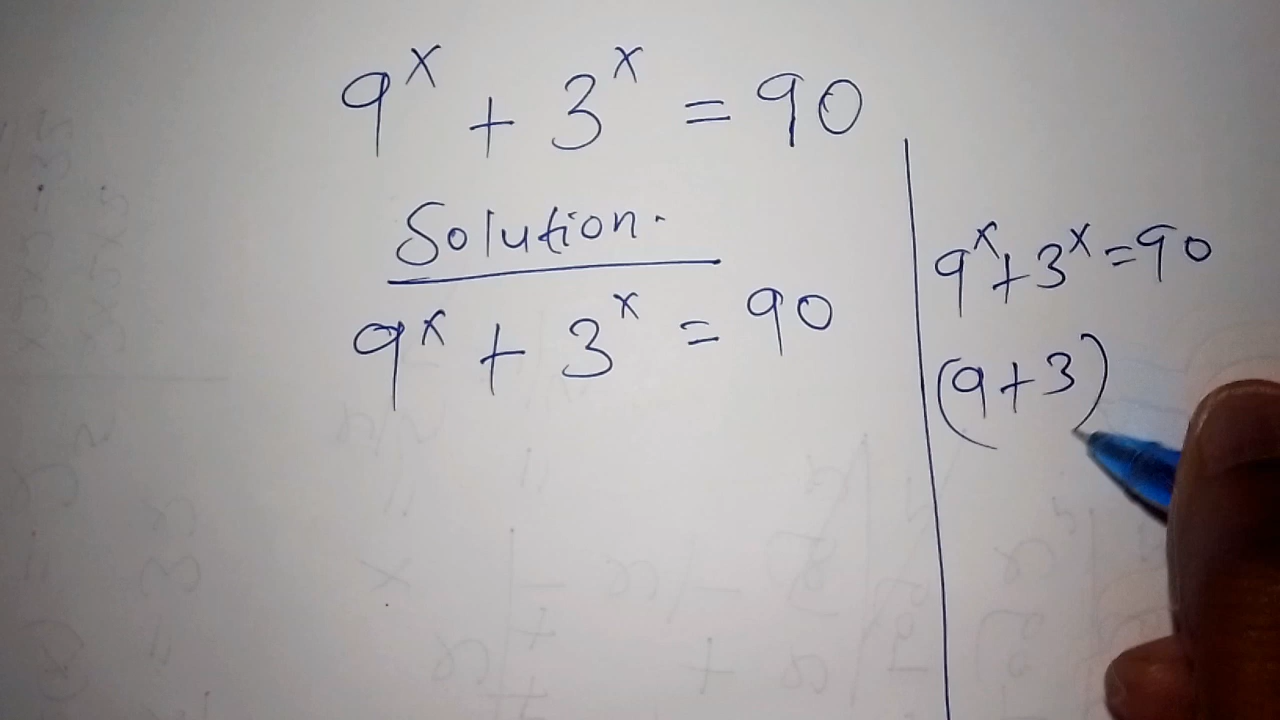 9^x + 3^x = 90
Solution.
9^x + 3^x = 90
9^x + 3^x = 90
(9 + 3)